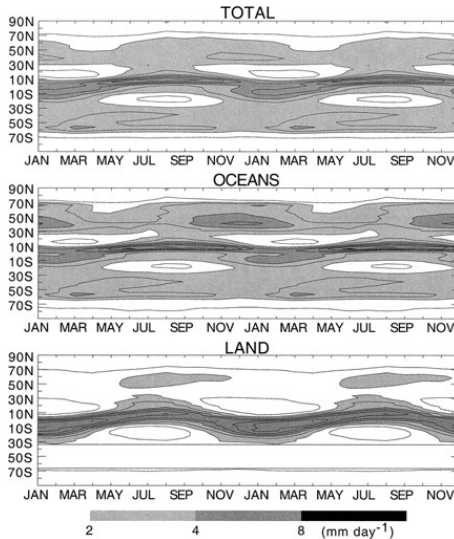 TOTAL
90N
70N
50N
30N
10N
10S
30S
50S
70S
JAN MAR MAY JUL SEP NOV JAN MAR MAY JUL SEP NOV
OCEANS
90N
70N
50N
30N
10N
10S
30S
50S
70S
JAN MAR MAY JUL SEP NOV JAN MAR MAY JUL SEP NOV
LAND
90N
70N
50N
30N
10N
10S
30S
50S
70S
JAN MAR MAY JUL SEP NOV JAN MAR MAY JUL SEP NOV
2 4 8 (mm day⁻¹)